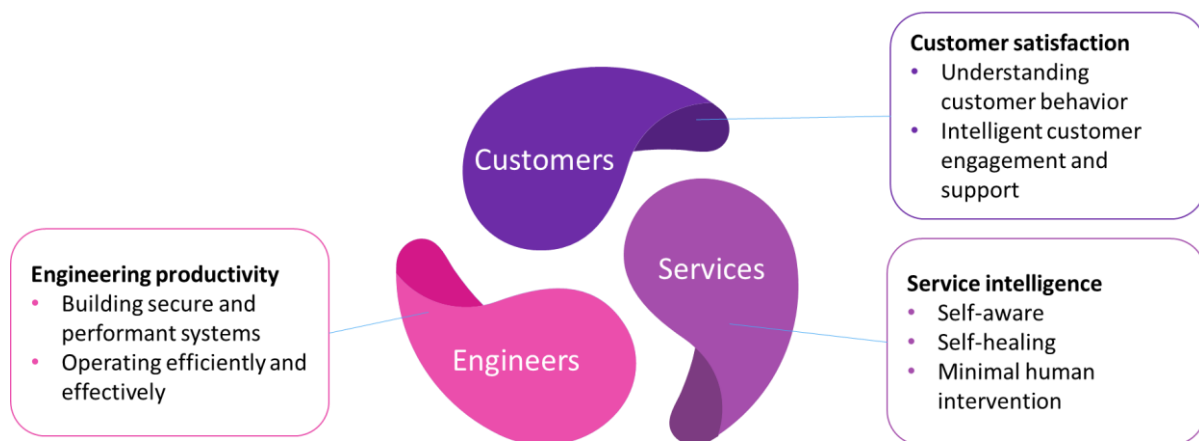 Customer satisfaction
• Understanding
customer behavior
• Intelligent customer
engagement and
support
Customers
Services
Engineering productivity
• Building secure and
performant systems
• Operating efficiently and
effectively
Service intelligence
• Self-aware
• Self-healing
• Minimal human
intervention
Engineers